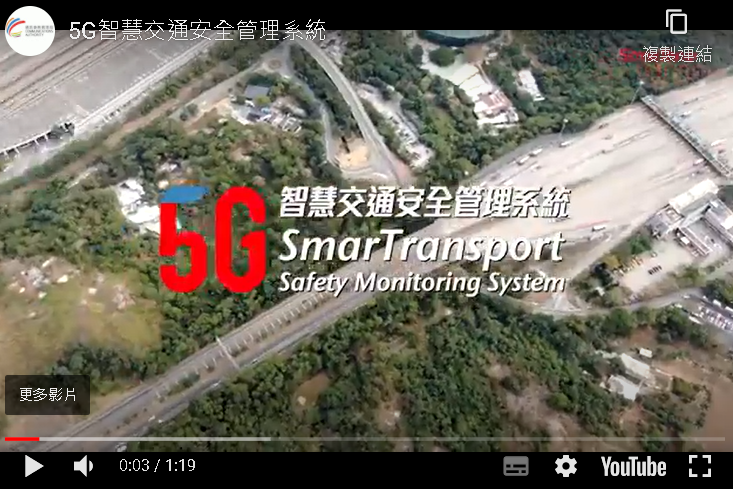 5G智慧交通安全管理系統
複製連結
5G
智慧交通安全管理系統
SmarTransport
Safety Monitoring System
更多影片
0:03 / 1:19
YouTube